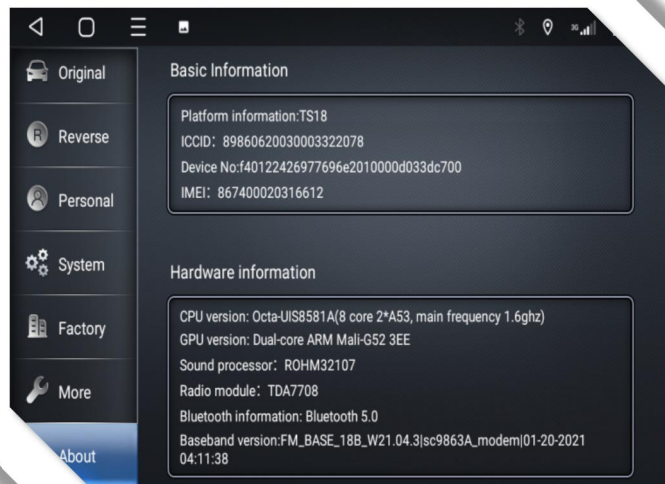 3G
Original
Reverse
Personal
System
Factory
More
About
Basic Information
Platform information:TS18
ICCID: 89860620030003322078
Device No:f40122426977696e2010000d033dc700
IMEI: 867400020316612
Hardware information
CPU version: Octa-UIS8581A(8 core 2*A53, main frequency 1.6ghz)
GPU version: Dual-core ARM Mali-G52 3EE
Sound processor: ROHM32107
Radio module: TDA7708
Bluetooth information: Bluetooth 5.0
Baseband version:FM_BASE_18B_W21.04.3|sc9863A_modem|01-20-2021
04:11:38